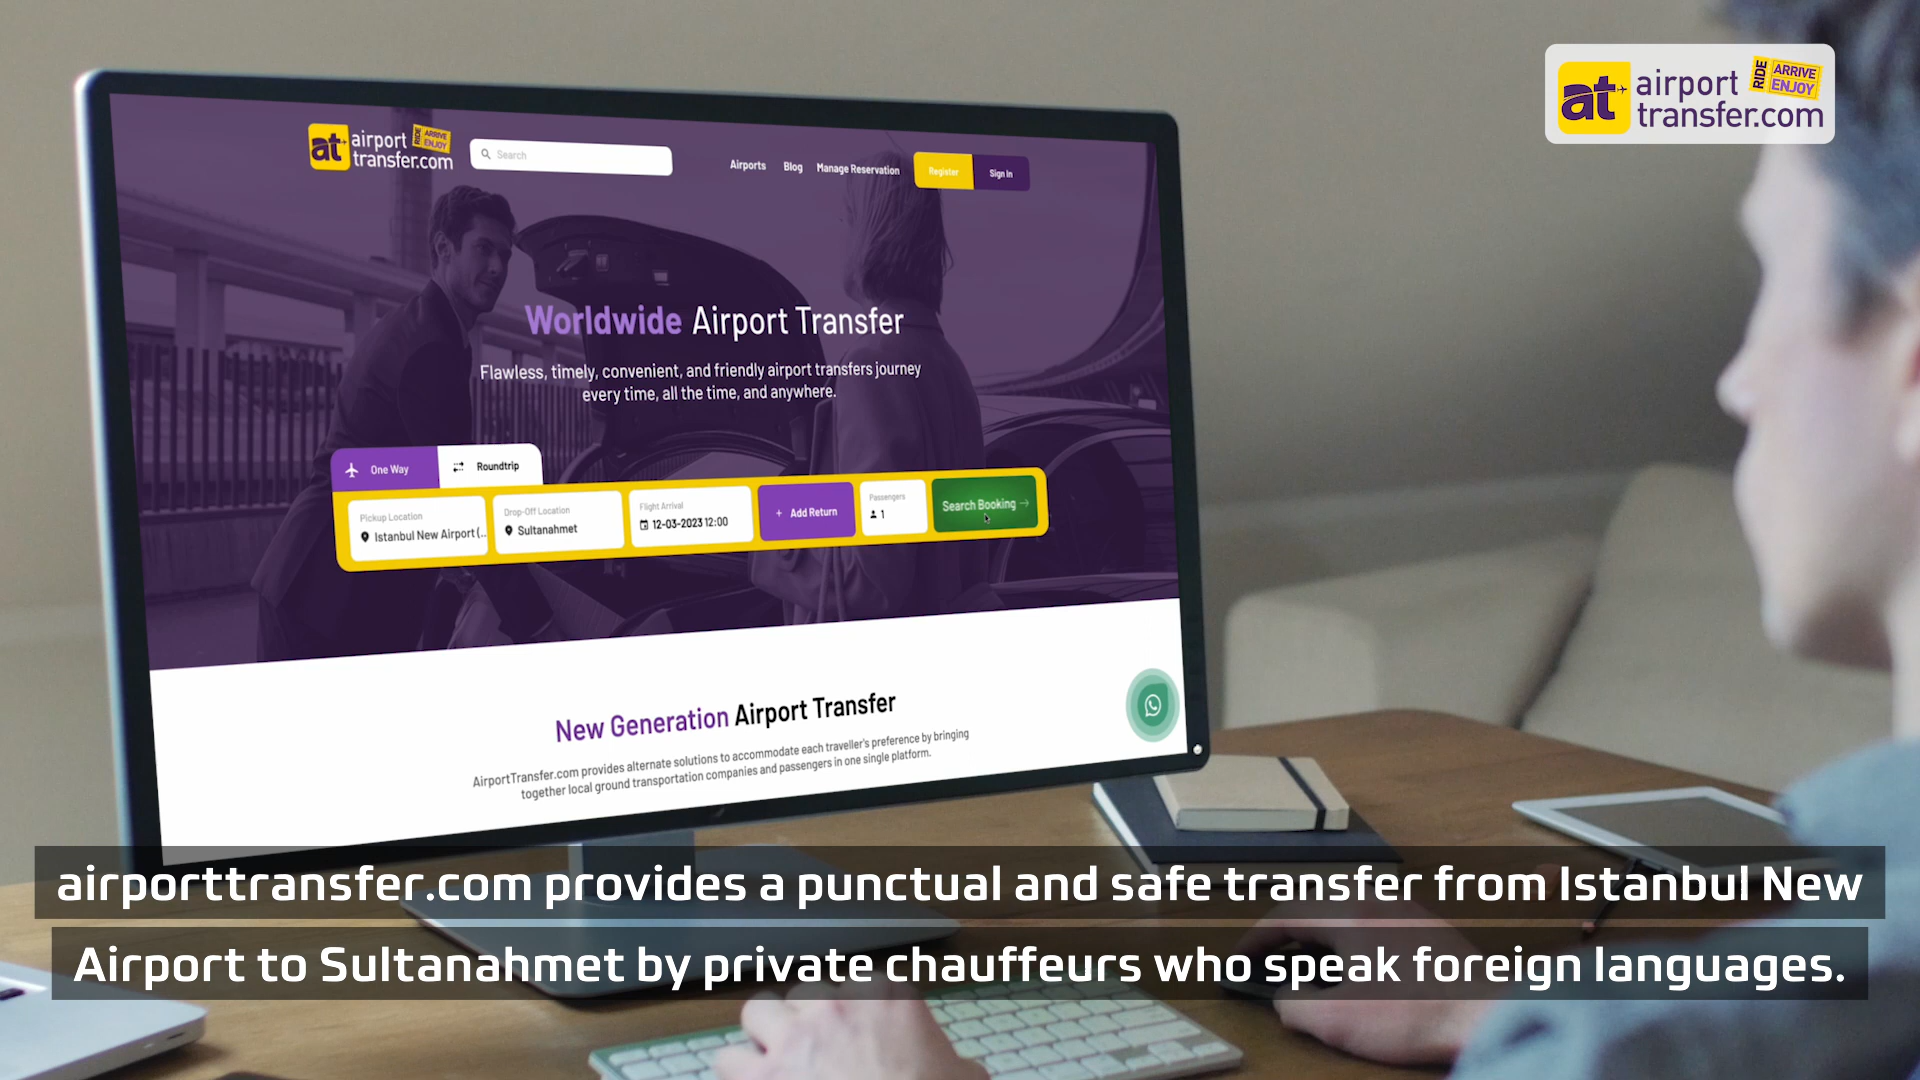 at airport transfer.com RIDE ARRIVE ENJOY
at airport transfer.com RIDE ARRIVE ENJOY
Search
Airports Blog Manage Reservation Register Sign In
Worldwide Airport Transfer
Flawless, timely, convenient, and friendly airport transfers journey
every time, all the time, and anywhere.
One Way Roundtrip
Pickup Location Drop-Off Location Flight Arrival Passengers
Istanbul New Airport (.. Sultanahmet 12-03-2023 12:00 + Add Return 1 Search Booking →
New Generation Airport Transfer
AirportTransfer.com provides alternate solutions to accommodate each traveller's preference by bringing
together local ground transportation companies and passengers in one single platform.
airporttransfer.com provides a punctual and safe transfer from Istanbul New
Airport to Sultanahmet by private chauffeurs who speak foreign languages.